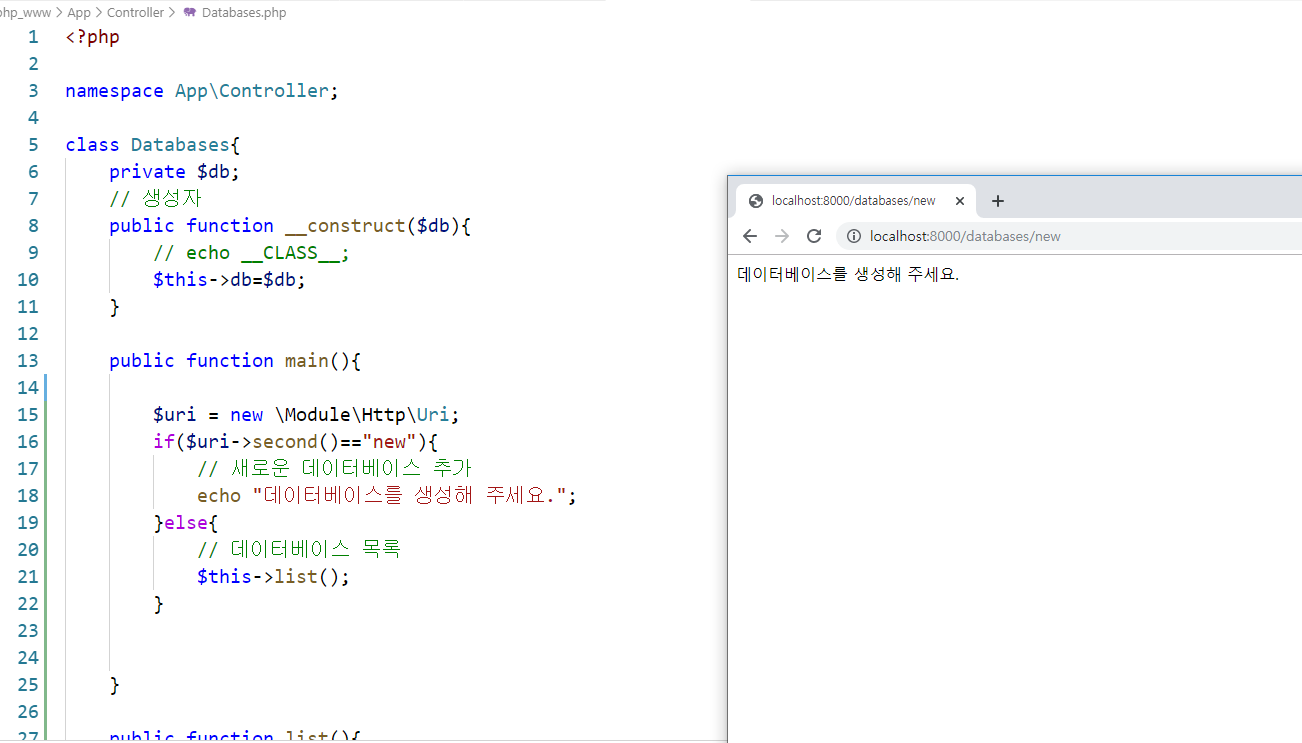 php_www > App > Controller > Databases.php
1 <?php
2
3 namespace App\Controller;
4
5 class Databases{
6 private $db;
7 // 생성자
8 public function __construct($db){
9 // echo __CLASS__;
10 $this->db=$db;
11 }
12
13 public function main(){
14
15 $uri = new \Module\Http\Uri;
16 if($uri->second()=="new"){
17 // 새로운 데이터베이스 추가
18 echo "데이터베이스를 생성해 주세요.";
19 }else{
20 // 데이터베이스 목록
21 $this->list();
22 }
23
24
25 }
26
27 public function list(){
localhost:8000/databases/new
localhost:8000/databases/new
데이터베이스를 생성해 주세요.